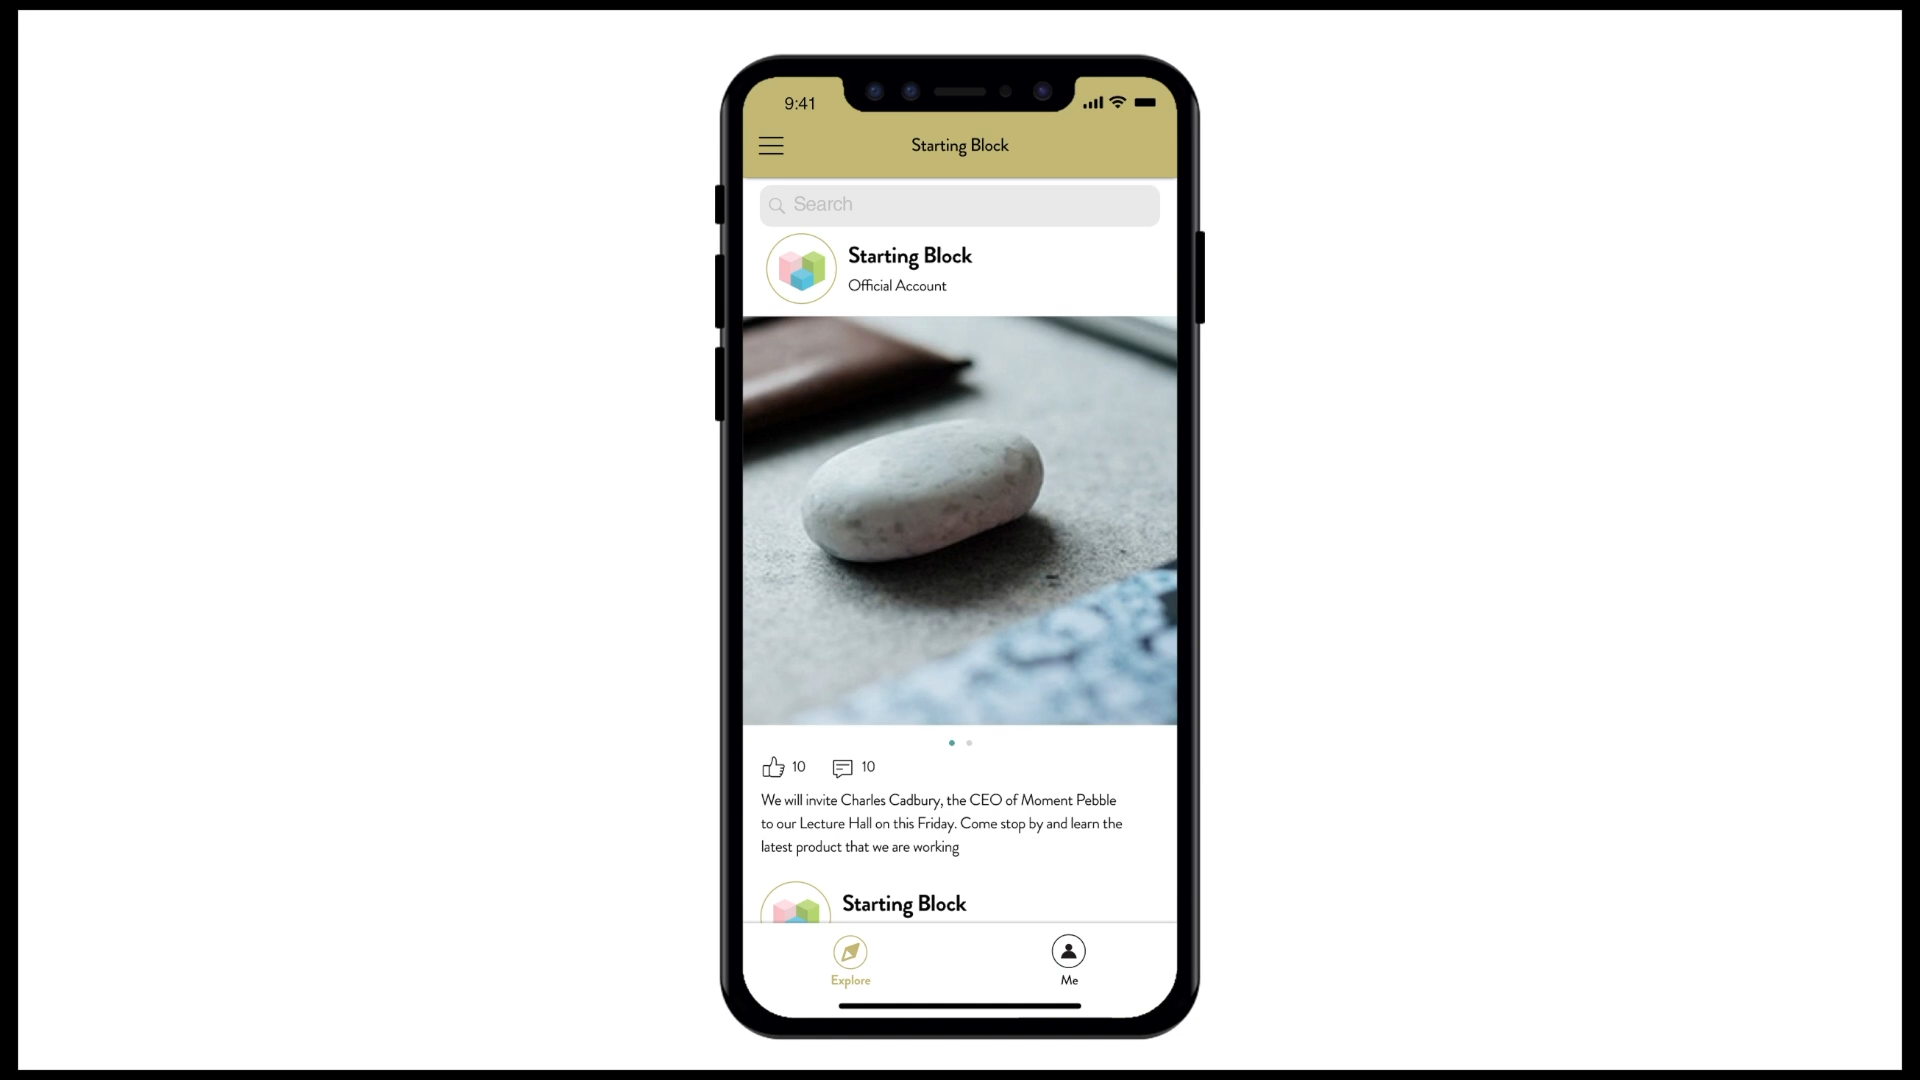 9:41
Starting Block
Search
Starting Block
Official Account
10
10
We will invite Charles Cadbury, the CEO of Moment Pebble
to our Lecture Hall on this Friday. Come stop by and learn the
latest product that we are working
Starting Block
Explore
Me